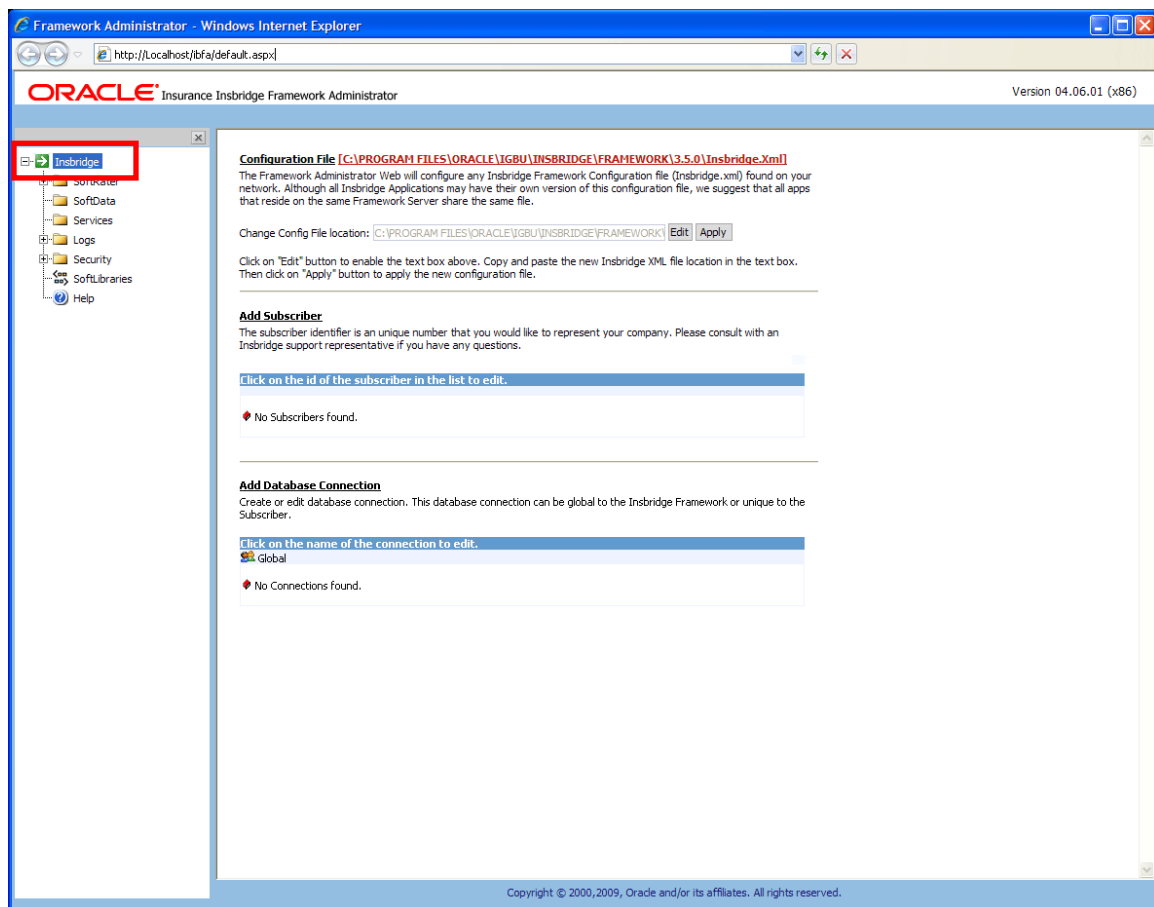 Framework Administrator - Windows Internet Explorer
http://Localhost/ibfa/default.aspx
ORACLE Insurance Insbridge Framework Administrator
Version 04.06.01 (x86)
Insbridge
SoftRater
SoftData
Services
Logs
Security
SoftLibraries
Help
Configuration File [C:\PROGRAM FILES\ORACLE\IGBU\INSBRIDGE\FRAMEWORK\3.5.0\Insbridge.Xml]
The Framework Administrator Web will configure any Insbridge Framework Configuration file (Insbridge.xml) found on your
network. Although all Insbridge Applications may have their own version of this configuration file, we suggest that all apps
that reside on the same Framework Server share the same file.
Change Config File location: C:\PROGRAM FILES\ORACLE\IGBU\INSBRIDGE\FRAMEWORK\ Edit Apply
Click on "Edit" button to enable the text box above. Copy and paste the new Insbridge XML file location in the text box.
Then click on "Apply" button to apply the new configuration file.
Add Subscriber
The subscriber identifier is an unique number that you would like to represent your company. Please consult with an
Insbridge support representative if you have any questions.
Click on the id of the subscriber in the list to edit.
No Subscribers found.
Add Database Connection
Create or edit database connection. This database connection can be global to the Insbridge Framework or unique to the
Subscriber.
Click on the name of the connection to edit.
Global
No Connections found.
Copyright © 2000,2009, Oracle and/or its affiliates. All rights reserved.